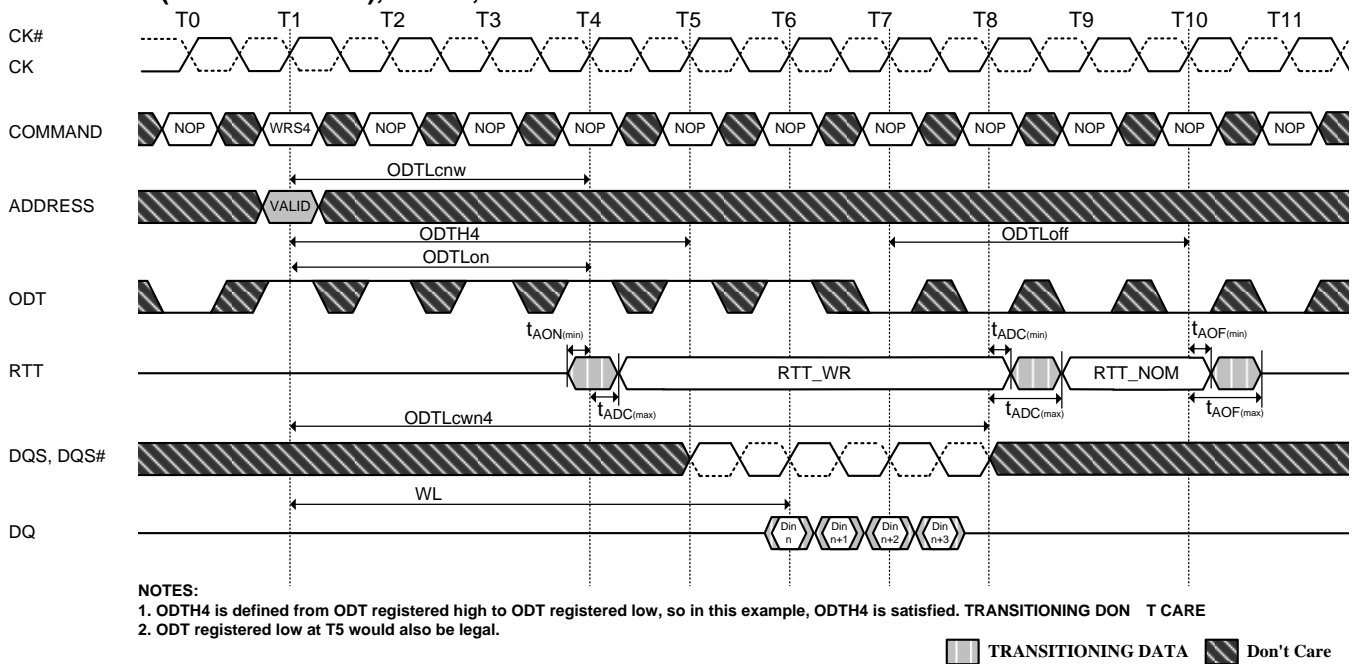 T0 T1 T2 T3 T4 T5 T6 T7 T8 T9 T10 T11
CK#
CK
COMMAND NOP WRS4 NOP NOP NOP NOP NOP NOP NOP NOP NOP NOP
ODTLcnw
ADDRESS VALID
ODTH4 ODTLoff
ODTLon
ODT
tAON(min) tADC(min) tAOF(min)
RTT RTT_WR RTT_NOM
tADC(max) tADC(max) tAOF(max)
ODTLcwn4
DQS, DQS#
WL
DQ Din n Din n+1 Din n+2 Din n+3
NOTES:
1. ODTH4 is defined from ODT registered high to ODT registered low, so in this example, ODTH4 is satisfied. TRANSITIONING DON T CARE
2. ODT registered low at T5 would also be legal.
TRANSITIONING DATA Don't Care